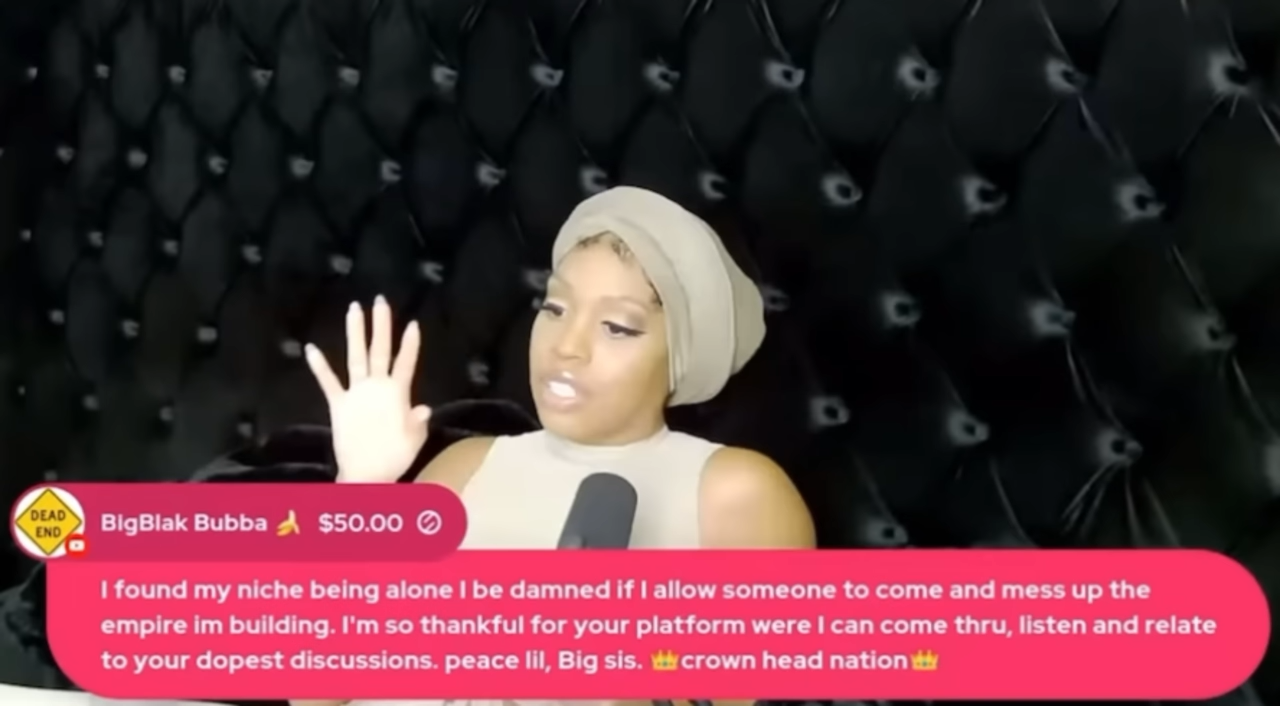 DEAD
END
BigBlak Bubba 🍌 $50.00
I found my niche being alone I be damned if I allow someone to come and mess up the
empire im building. I'm so thankful for your platform were I can come thru, listen and relate
to your dopest discussions. peace lil, Big sis. 👑crown head nation👑